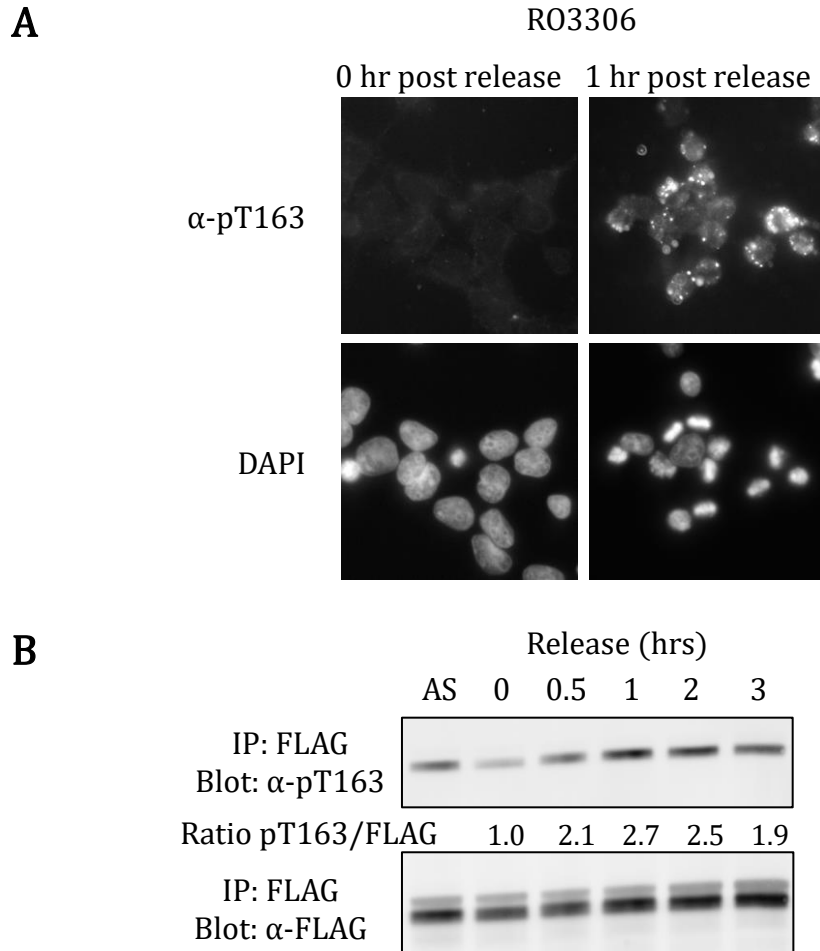 A
RO3306
0 hr post release 1 hr post release
α-pT163
DAPI
B
Release (hrs)
AS 0 0.5 1 2 3
IP: FLAG
Blot: α-pT163
Ratio pT163/FLAG 1.0 2.1 2.7 2.5 1.9
IP: FLAG
Blot: α-FLAG